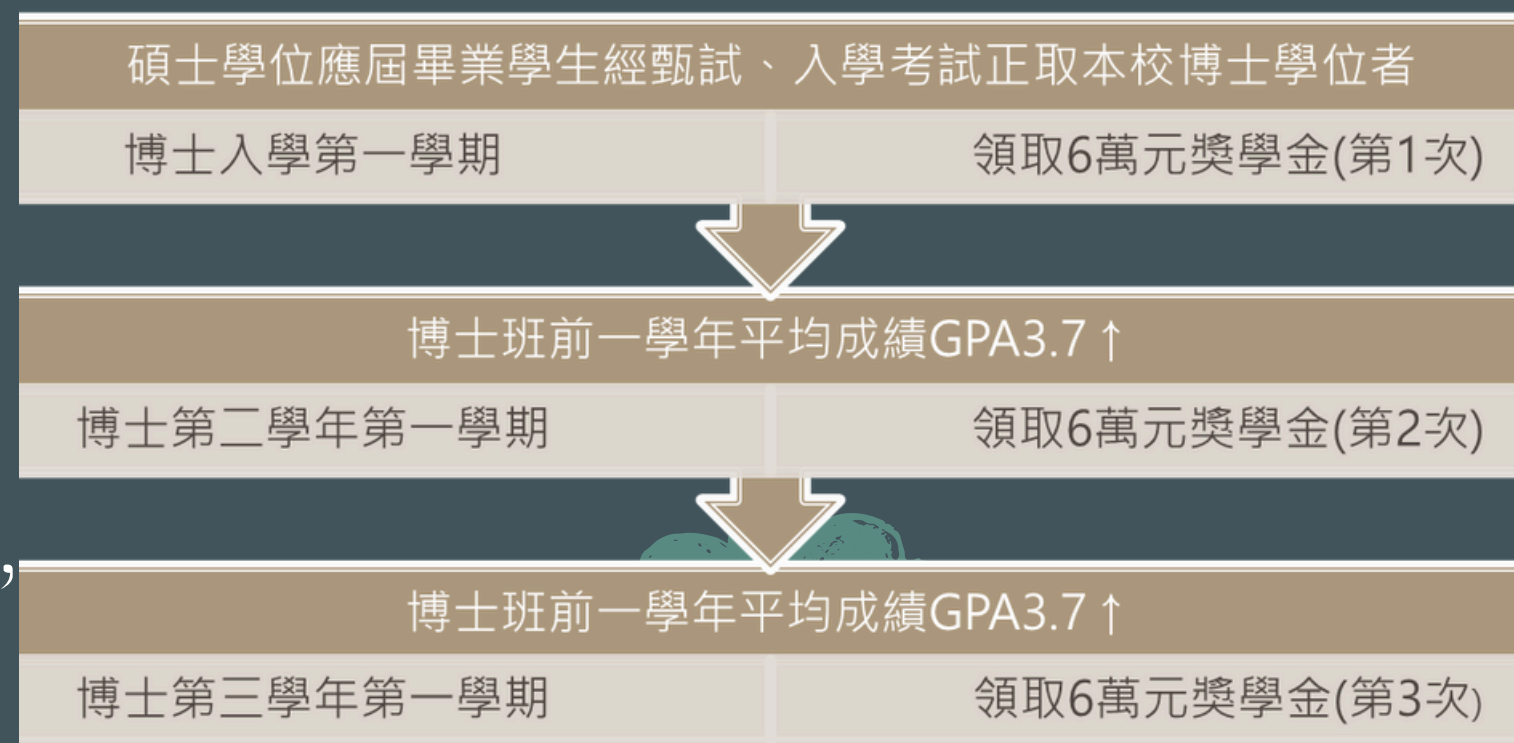 碩士學位應屆畢業學生經甄試、入學考試正取本校博士學位者
博士入學第一學期 領取6萬元獎學金(第1次)
博士班前一學年平均成績GPA3.7↑
博士第二學年第一學期 領取6萬元獎學金(第2次)
,
博士班前一學年平均成績GPA3.7↑
博士第三學年第一學期 領取6萬元獎學金(第3次)